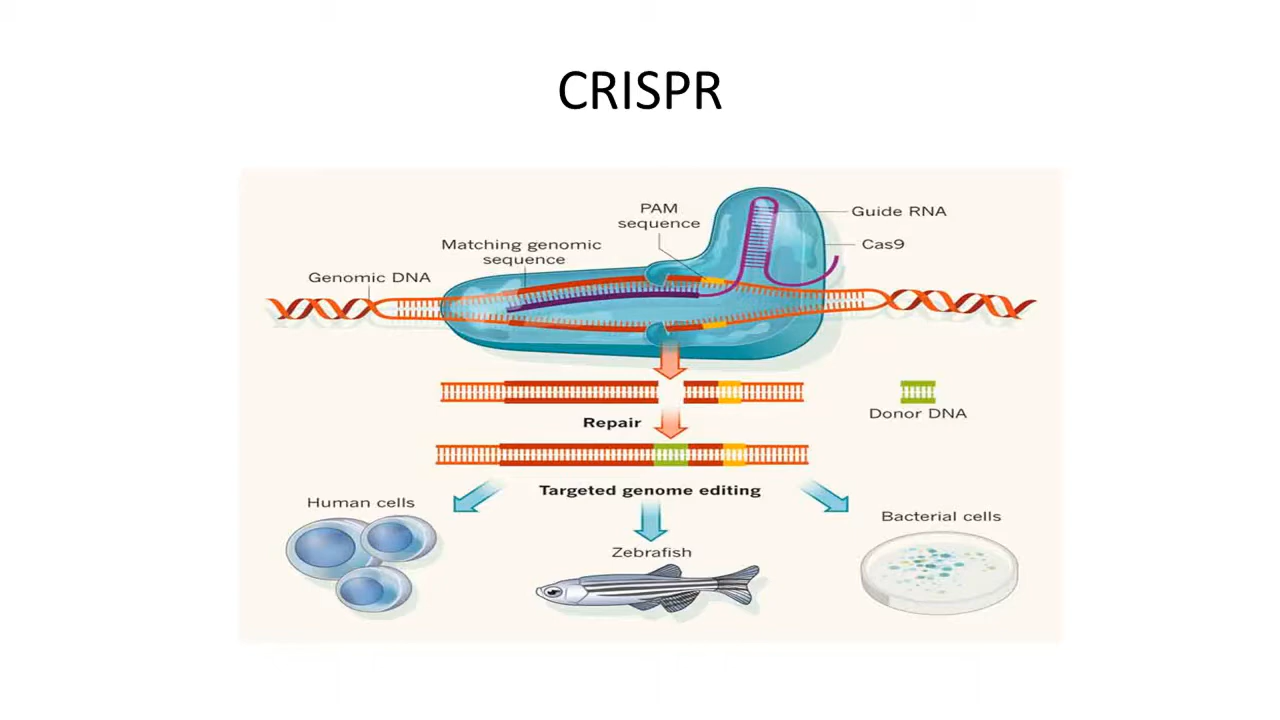 CRISPR
PAM
sequence
Guide RNA
Cas9
Matching genomic
sequence
Genomic DNA
Donor DNA
Repair
Targeted genome editing
Human cells
Zebrafish
Bacterial cells